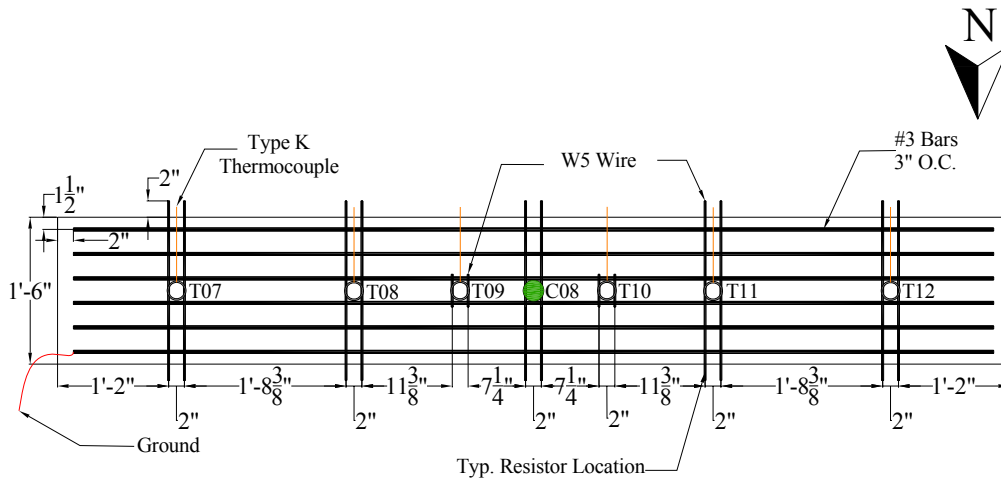 N
Type K
Thermocouple
W5 Wire
#3 Bars
3" O.C.
2"
1 1/2"
2"
1'-6"
T07
T08
T09
C08
T10
T11
T12
1'-2"
1'-8 3/8"
11 3/8"
7 1/4"
7 1/4"
11 3/8"
1'-8 3/8"
1'-2"
2"
2"
2"
2"
2"
2"
Ground
Typ. Resistor Location